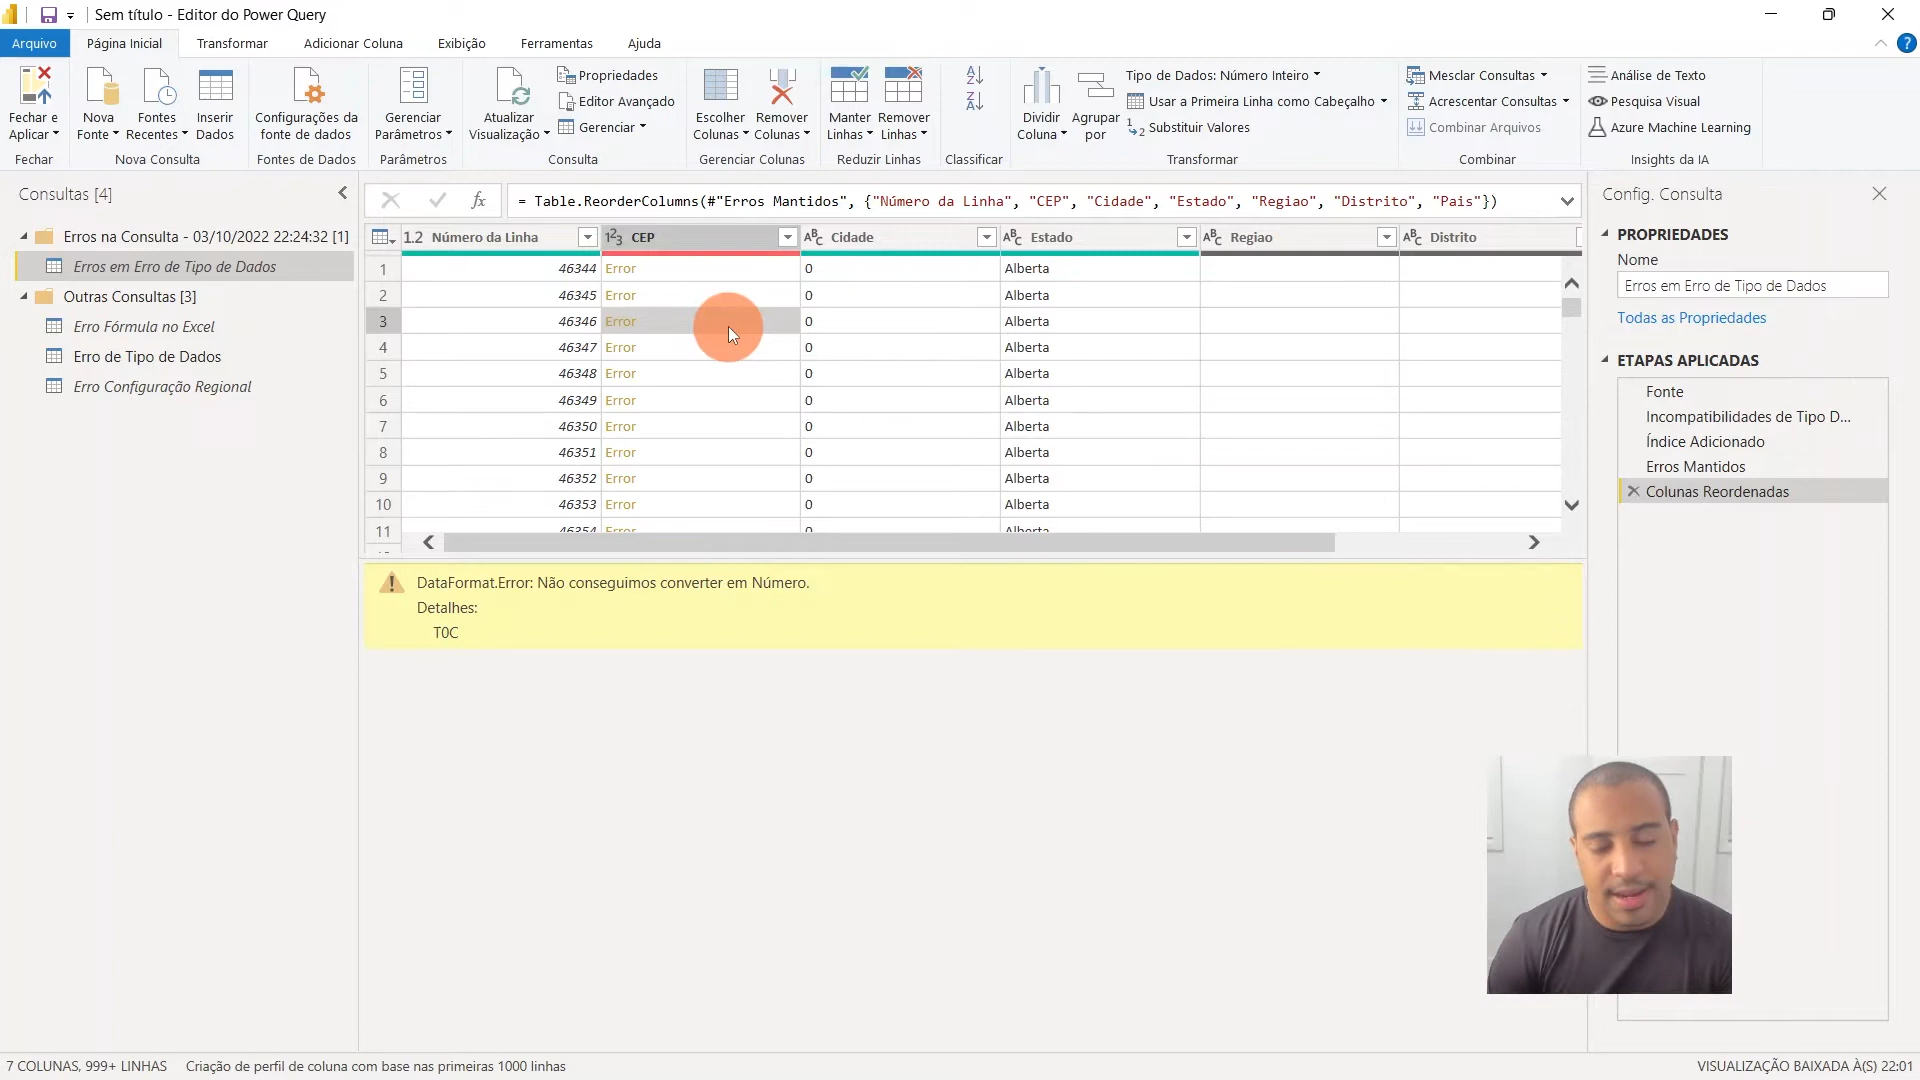 Sem título - Editor do Power Query
Arquivo
Página Inicial
Transformar
Adicionar Coluna
Exibição
Ferramentas
Ajuda
Fechar e Aplicar
Nova Fonte
Fontes Recentes
Inserir Dados
Configurações da fonte de dados
Gerenciar Parâmetros
Atualizar Visualização
Propriedades
Editor Avançado
Gerenciar
Escolher Colunas
Remover Colunas
Manter Linhas
Remover Linhas
Dividir Coluna
Agrupar por
Tipo de Dados: Número Inteiro
Usar a Primeira Linha como Cabeçalho
Substituir Valores
Mesclar Consultas
Acrescentar Consultas
Combinar Arquivos
Análise de Texto
Pesquisa Visual
Azure Machine Learning
Fechar
Nova Consulta
Fontes de Dados
Parâmetros
Consulta
Gerenciar Colunas
Reduzir Linhas
Classificar
Transformar
Combinar
Insights da IA
Consultas [4]
Erros na Consulta - 03/10/2022 22:24:32 [1]
Erros em Erro de Tipo de Dados
Outras Consultas [3]
Erro Fórmula no Excel
Erro de Tipo de Dados
Erro Configuração Regional
fx = Table.ReorderColumns(#"Erros Mantidos", {"Número da Linha", "CEP", "Cidade", "Estado", "Regiao", "Distrito", "Pais"})
1.2 Número da Linha 123 CEP ABC Cidade ABC Estado ABC Regiao ABC Distrito
1 46344 Error 0 Alberta
2 46345 Error 0 Alberta
3 46346 Error 0 Alberta
4 46347 Error 0 Alberta
5 46348 Error 0 Alberta
6 46349 Error 0 Alberta
7 46350 Error 0 Alberta
8 46351 Error 0 Alberta
9 46352 Error 0 Alberta
10 46353 Error 0 Alberta
11 46354 Error 0 Alberta
DataFormat.Error: Não conseguimos converter em Número.
Detalhes:
T0C
Config. Consulta
PROPRIEDADES
Nome
Erros em Erro de Tipo de Dados
Todas as Propriedades
ETAPAS APLICADAS
Fonte
Incompatibilidades de Tipo D...
Índice Adicionado
Erros Mantidos
Colunas Reordenadas
7 COLUNAS, 999+ LINHAS
Criação de perfil de coluna com base nas primeiras 1000 linhas
VISUALIZAÇÃO BAIXADA À(S) 22:01